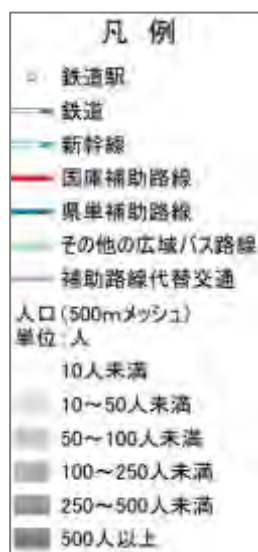 凡 例
鉄道駅
鉄道
新幹線
国庫補助路線
県単補助路線
その他の広域バス路線
補助路線代替交通
人口(500mメッシュ)
単位:人
10人未満
10～50人未満
50～100人未満
100～250人未満
250～500人未満
500人以上